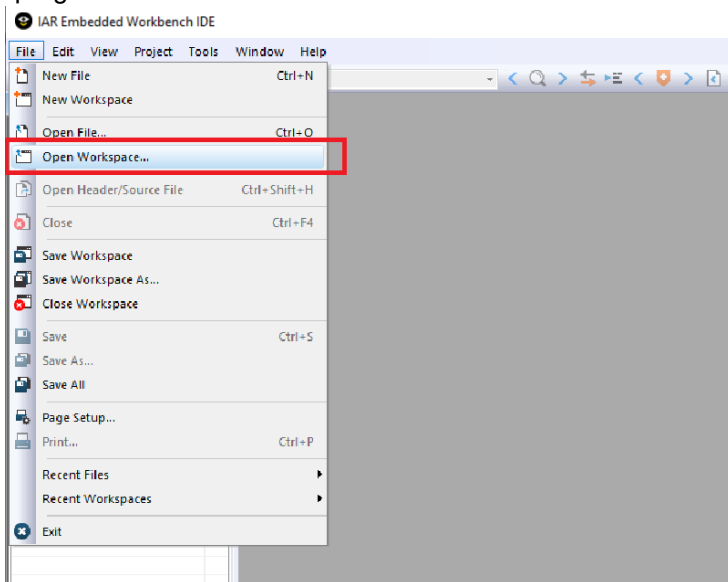 IAR Embedded Workbench IDE
File Edit View Project Tools Window Help
New File Ctrl+N
New Workspace
Open File... Ctrl+O
Open Workspace...
Open Header/Source File Ctrl+Shift+H
Close Ctrl+F4
Save Workspace
Save Workspace As...
Close Workspace
Save Ctrl+S
Save As...
Save All
Page Setup...
Print... Ctrl+P
Recent Files
Recent Workspaces
Exit